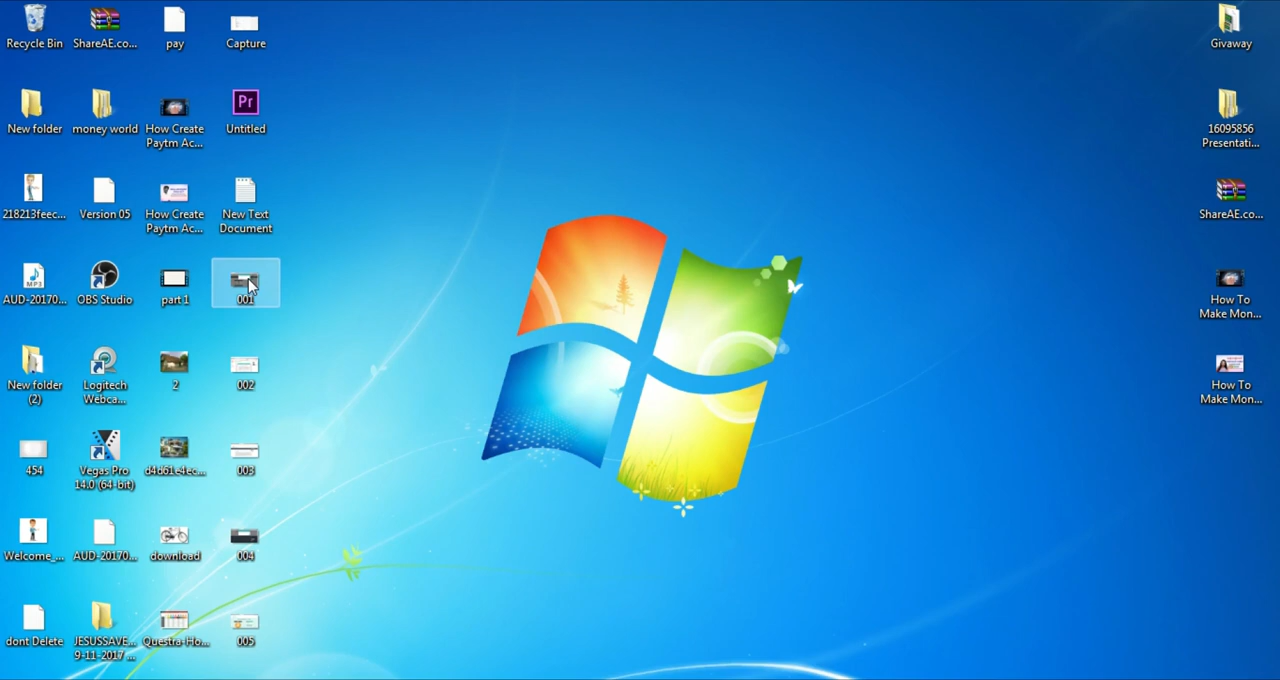 Recycle Bin
ShareAE.co...
pay
Capture
Givaway
New folder
money world
How Create
Paytm Ac...
Pr
Untitled
16095856
Presentati...
218213feec...
Version 05
How Create
Paytm Ac...
New Text
Document
ShareAE.co...
MP3
AUD-20170...
OBS Studio
part 1
001
How To
Make Mon...
New folder
(2)
Logitech
Webca...
2
002
How To
Make Mon...
454
Vegas Pro
14.0 (64-bit)
d4d61e4ec...
003
Welcome_...
AUD-20170...
download
004
dont Delete
JESUSSAVE...
9-11-2017 ...
Questra-Ho...
005